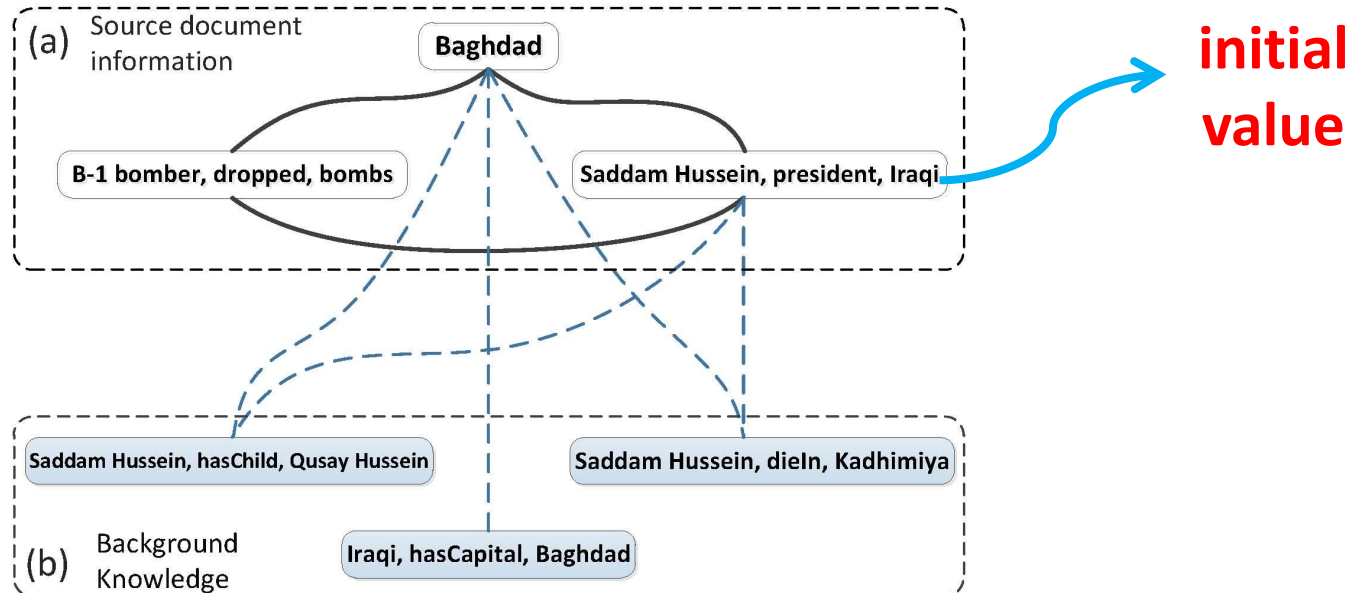 (a) Source document
information
Baghdad
initial
value
B-1 bomber, dropped, bombs
Saddam Hussein, president, Iraqi
Saddam Hussein, hasChild, Qusay Hussein
Saddam Hussein, dieIn, Kadhimiya
Iraqi, hasCapital, Baghdad
(b) Background
Knowledge